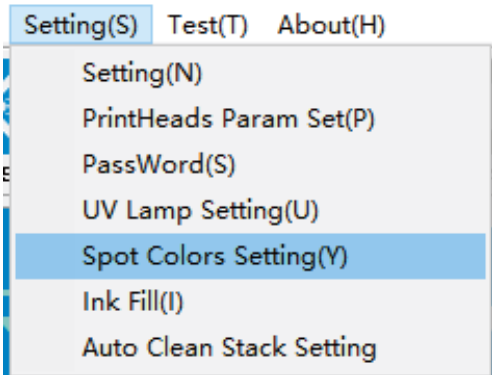 Setting(S) Test(T) About(H)
Setting(N)
PrintHeads Param Set(P)
PassWord(S)
UV Lamp Setting(U)
Spot Colors Setting(Y)
Ink Fill(I)
Auto Clean Stack Setting